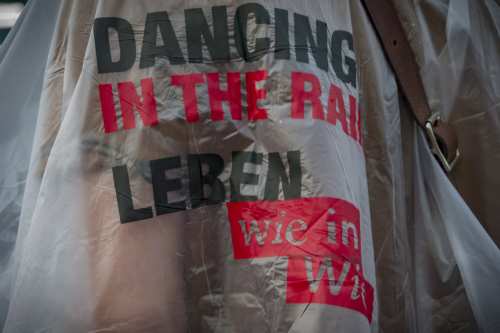 DANCING
IN THE RAI
LEBEN
wie in
Wi